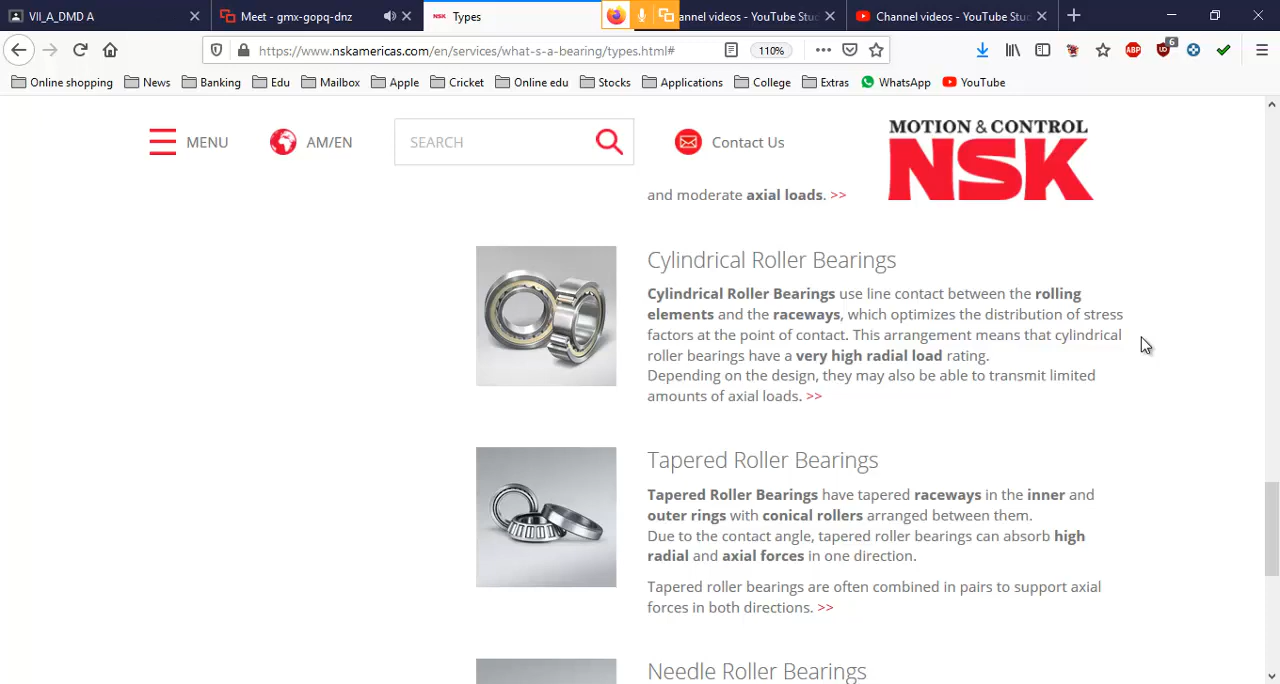 VII_A_DMD A
Meet - gmx-gopq-dnz
NSK Types
annel videos - YouTube Stud
Channel videos - YouTube Stud
https://www.nskamericas.com/en/services/what-s-a-bearing/types.html#
110%
ABP
6
Online shopping
News
Banking
Edu
Mailbox
Apple
Cricket
Online edu
Stocks
Applications
College
Extras
WhatsApp
YouTube
MENU
AM/EN
SEARCH
Contact Us
MOTION & CONTROL
NSK
and moderate axial loads. >>
Cylindrical Roller Bearings
Cylindrical Roller Bearings use line contact between the rolling
elements and the raceways, which optimizes the distribution of stress
factors at the point of contact. This arrangement means that cylindrical
roller bearings have a very high radial load rating.
Depending on the design, they may also be able to transmit limited
amounts of axial loads. >>
Tapered Roller Bearings
Tapered Roller Bearings have tapered raceways in the inner and
outer rings with conical rollers arranged between them.
Due to the contact angle, tapered roller bearings can absorb high
radial and axial forces in one direction.
Tapered roller bearings are often combined in pairs to support axial
forces in both directions. >>
Needle Roller Bearings